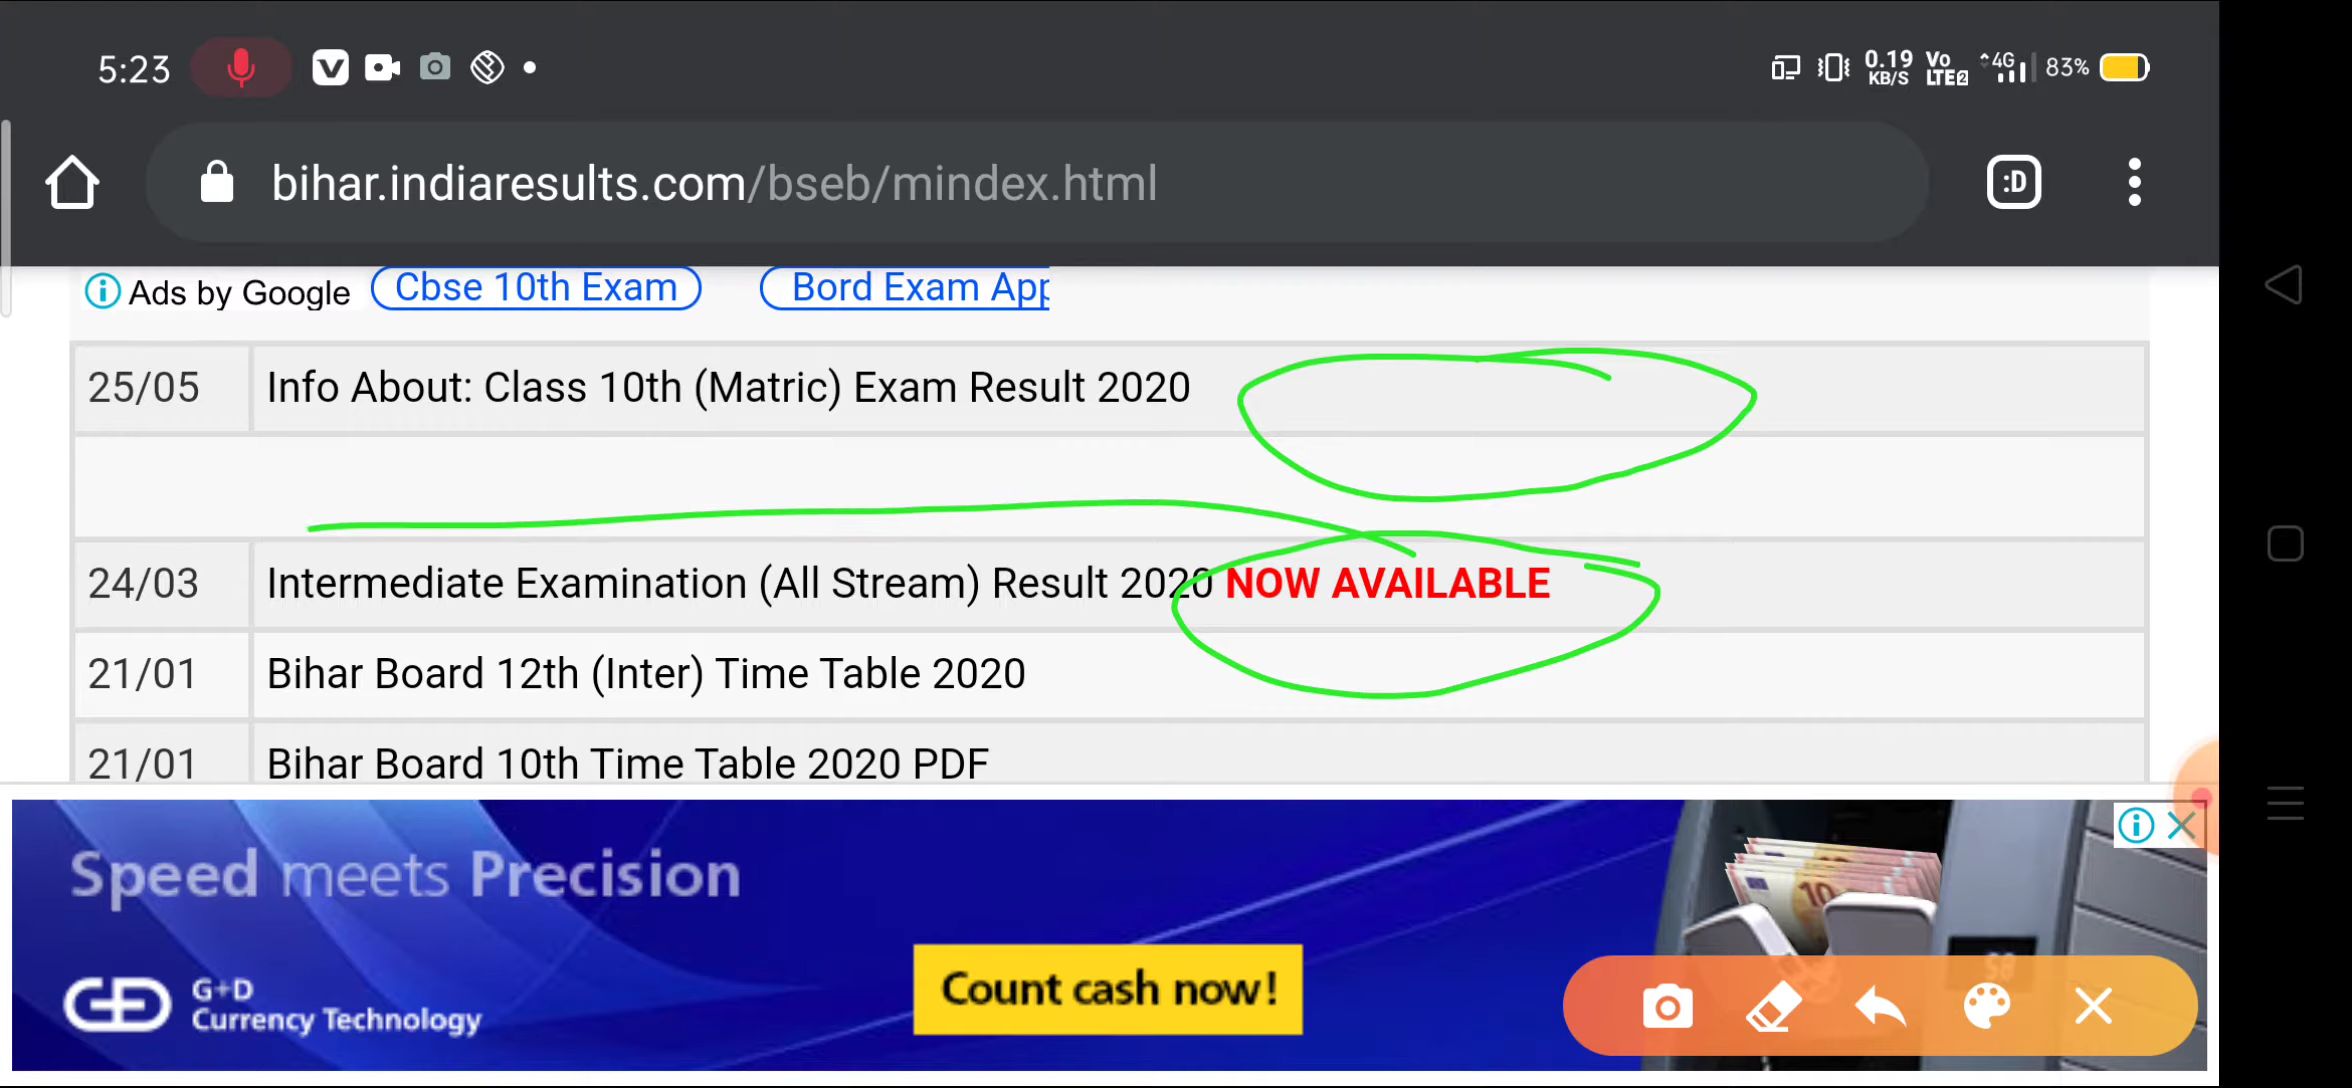 5:23
0.19 KB/S Vo LTE2 4G 83%
bihar.indiaresults.com/bseb/mindex.html
:D
Ads by Google Cbse 10th Exam Bord Exam App
25/05 Info About: Class 10th (Matric) Exam Result 2020
24/03 Intermediate Examination (All Stream) Result 2020 NOW AVAILABLE
21/01 Bihar Board 12th (Inter) Time Table 2020
21/01 Bihar Board 10th Time Table 2020 PDF
Speed meets Precision
10
G+D
Currency Technology
Count cash now!